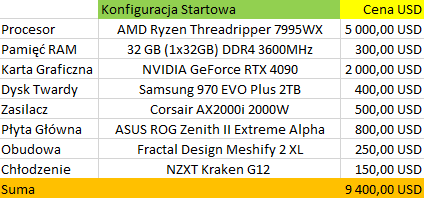 Konfiguracja Startowa Cena USD
Procesor AMD Ryzen Threadripper 7995WX 5 000,00 USD
Pamięć RAM 32 GB (1x32GB) DDR4 3600MHz 300,00 USD
Karta Graficzna NVIDIA GeForce RTX 4090 2 000,00 USD
Dysk Twardy Samsung 970 EVO Plus 2TB 400,00 USD
Zasilacz Corsair AX2000i 2000W 500,00 USD
Płyta Główna ASUS ROG Zenith II Extreme Alpha 800,00 USD
Obudowa Fractal Design Meshify 2 XL 250,00 USD
Chłodzenie NZXT Kraken G12 150,00 USD
Suma 9 400,00 USD